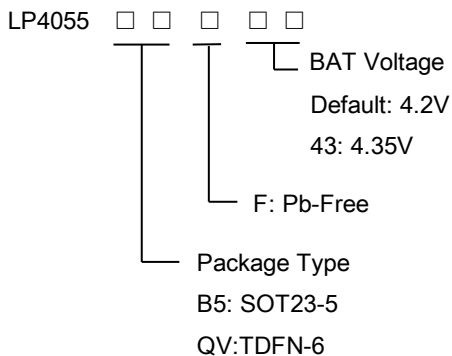 LP4055 □ □ □ □ □
BAT Voltage
Default: 4.2V
43: 4.35V
F: Pb-Free
Package Type
B5: SOT23-5
QV:TDFN-6